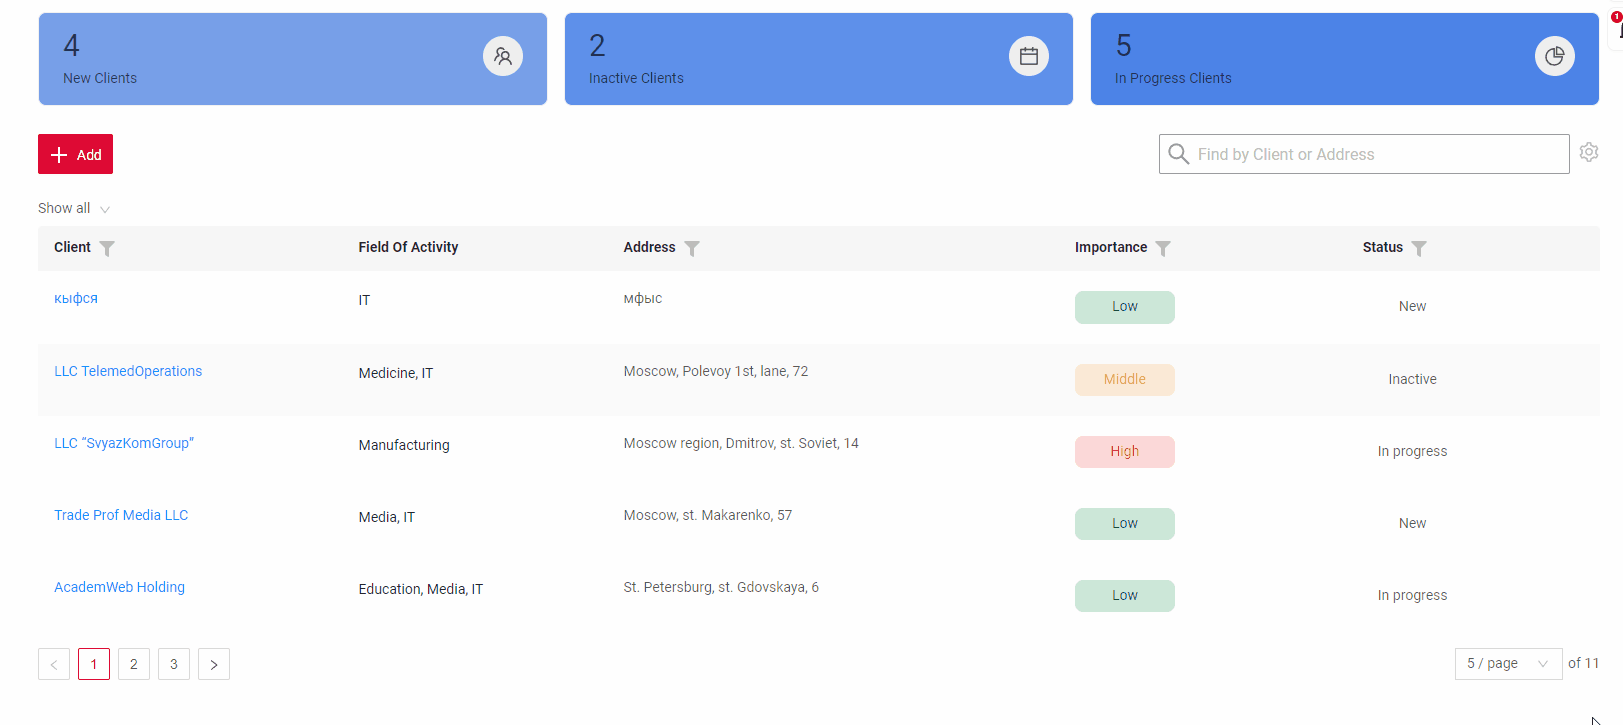 4
New Clients
2
Inactive Clients
5
In Progress Clients
1
Add
Find by Client or Address
Show all
Client Field Of Activity Address Importance Status
кыфся IT мфыс Low New
LLC TelemedOperations Medicine, IT Moscow, Polevoy 1st, lane, 72 Middle Inactive
LLC "SvyazKomGroup" Manufacturing Moscow region, Dmitrov, st. Soviet, 14 High In progress
Trade Prof Media LLC Media, IT Moscow, st. Makarenko, 57 Low New
AcademWeb Holding Education, Media, IT St. Petersburg, st. Gdovskaya, 6 Low In progress
< 1 2 3 > 5 / page of 11